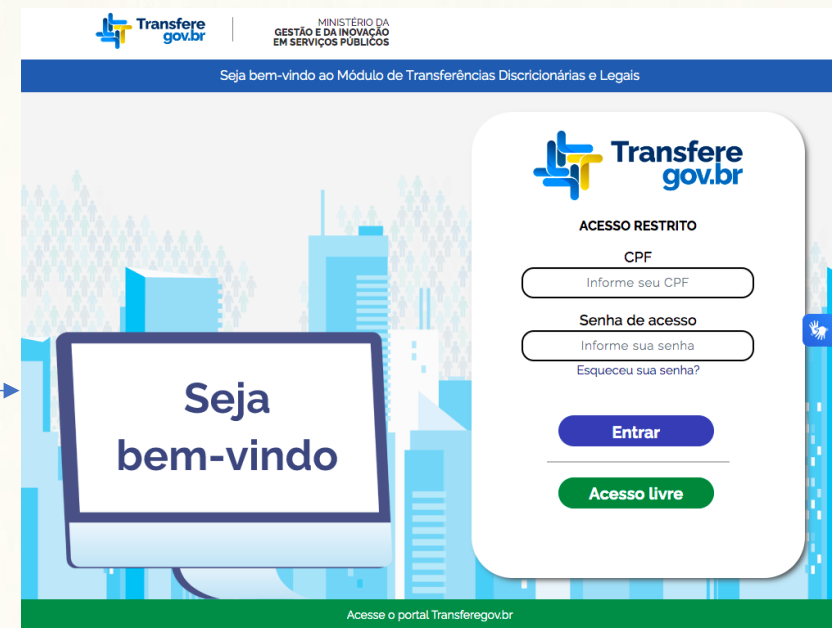 Transfere
gov.br
MINISTÉRIO DA
GESTÃO E DA INOVAÇÃO
EM SERVIÇOS PÚBLICOS
Seja bem-vindo ao Módulo de Transferências Discricionárias e Legais
Seja
bem-vindo
Transfere
gov.br
ACESSO RESTRITO
CPF
Informe seu CPF
Senha de acesso
Informe sua senha
Esqueceu sua senha?
Entrar
Acesso livre
Acesse o portal Transferegov.br